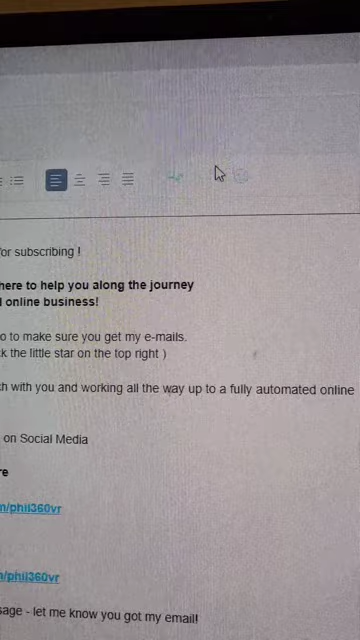 or subscribing !
here to help you along the journey
l online business!
o to make sure you get my e-mails.
k the little star on the top right )
ch with you and working all the way up to a fully automated online
on Social Media
re
n/phil360vr
/phil360vr
sage - let me know you got my email!